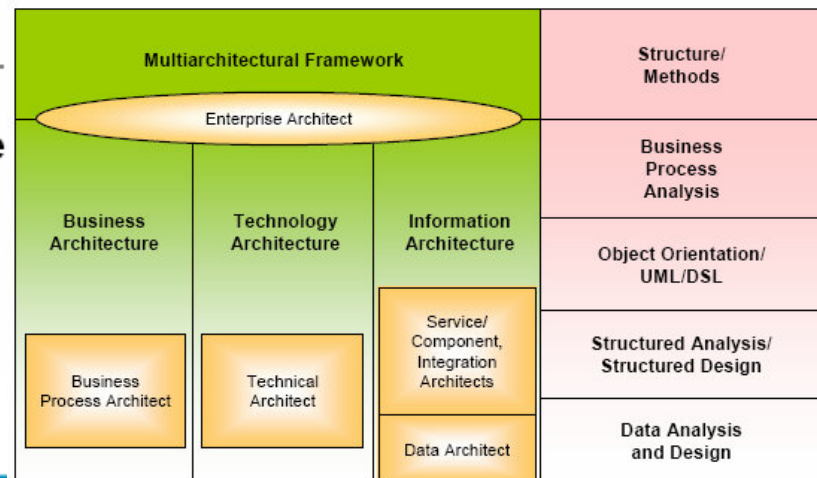 Multiarchitectural Framework
Structure/
Methods
Enterprise Architect
e
Business
Process
Analysis
Business
Architecture
Technology
Architecture
Information
Architecture
Object Orientation/
UML/DSL
Service/
Component,
Integration
Architects
Structured Analysis/
Structured Design
Business
Process Architect
Technical
Architect
Data Architect
Data Analysis
and Design